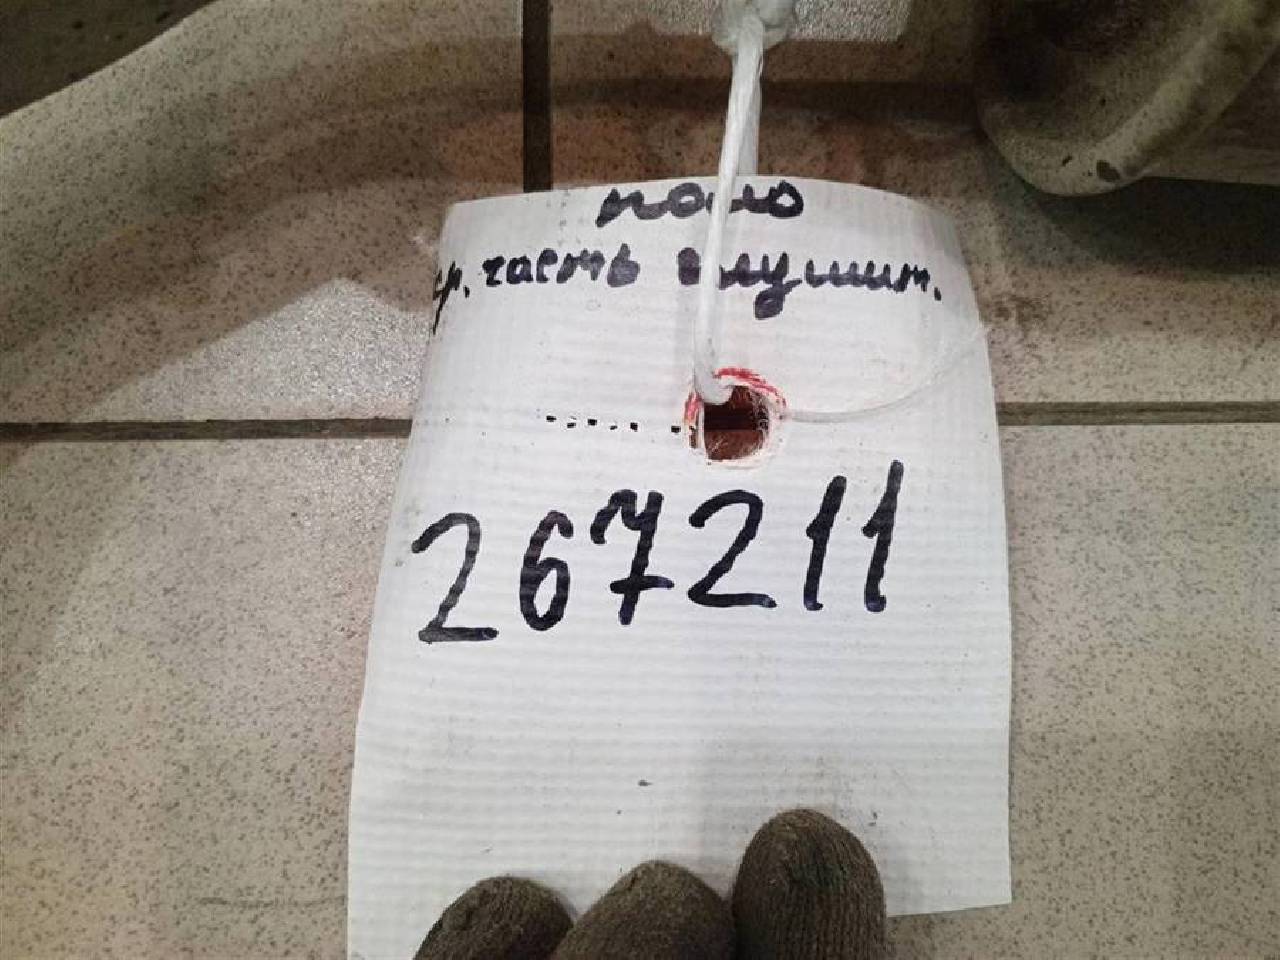 поло
ср. часть глушит.
267211